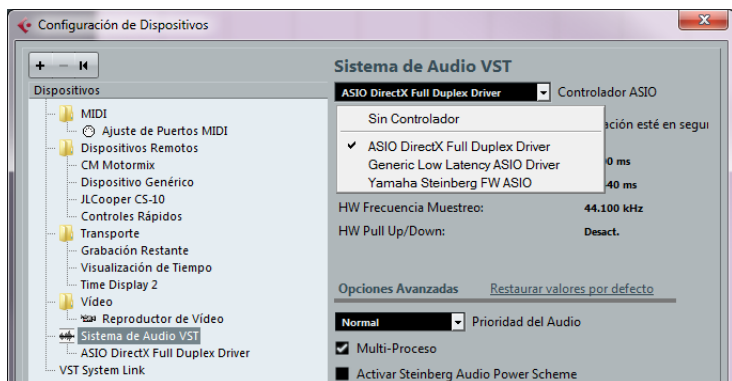 Configuración de Dispositivos
Dispositivos
MIDI
Ajuste de Puertos MIDI
Dispositivos Remotos
CM Motormix
Dispositivo Genérico
JLCooper CS-10
Controles Rápidos
Transporte
Grabación Restante
Visualización de Tiempo
Time Display 2
Vídeo
Reproductor de Vídeo
Sistema de Audio VST
ASIO DirectX Full Duplex Driver
VST System Link
Sistema de Audio VST
ASIO DirectX Full Duplex Driver Controlador ASIO
Sin Controlador
ASIO DirectX Full Duplex Driver
Generic Low Latency ASIO Driver
Yamaha Steinberg FW ASIO
ación esté en segu
0 ms
40 ms
HW Frecuencia Muestreo: 44.100 kHz
HW Pull Up/Down: Desact.
Opciones Avanzadas Restaurar valores por defecto
Normal Prioridad del Audio
Multi-Proceso
Activar Steinberg Audio Power Scheme